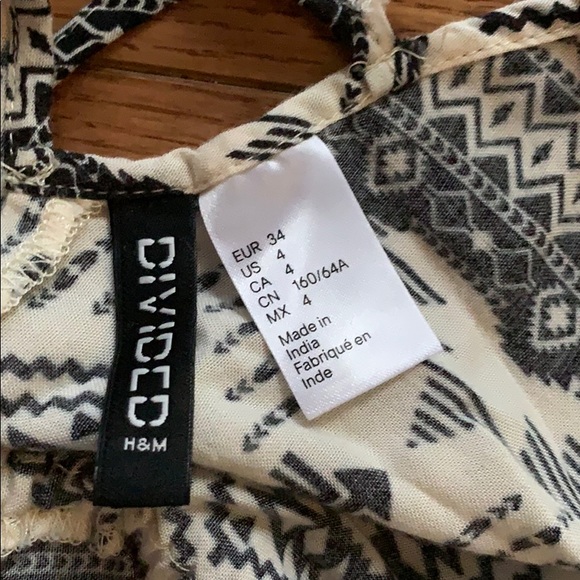 DIVIDED
H&M
EUR 34
US 4
CA 4
CN 160/64A
MX 4
Made in
India
Fabriqué en
Inde